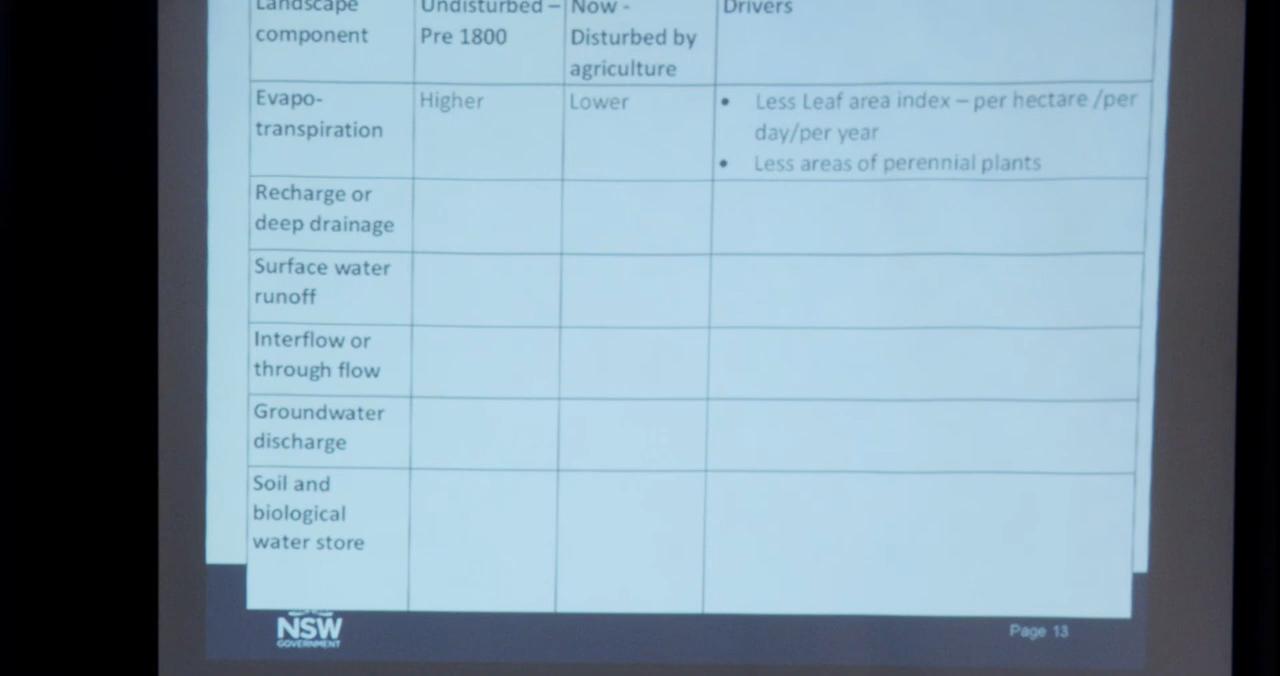 Landscape
component
Undisturbed –
Pre 1800
Now -
Disturbed by
agriculture
Drivers
Evapo-
transpiration
Higher
Lower
• Less Leaf area index – per hectare /per
day/per year
• Less areas of perennial plants
Recharge or
deep drainage
Surface water
runoff
Interflow or
through flow
Groundwater
discharge
Soil and
biological
water store
NSW
GOVERNMENT
Page 13